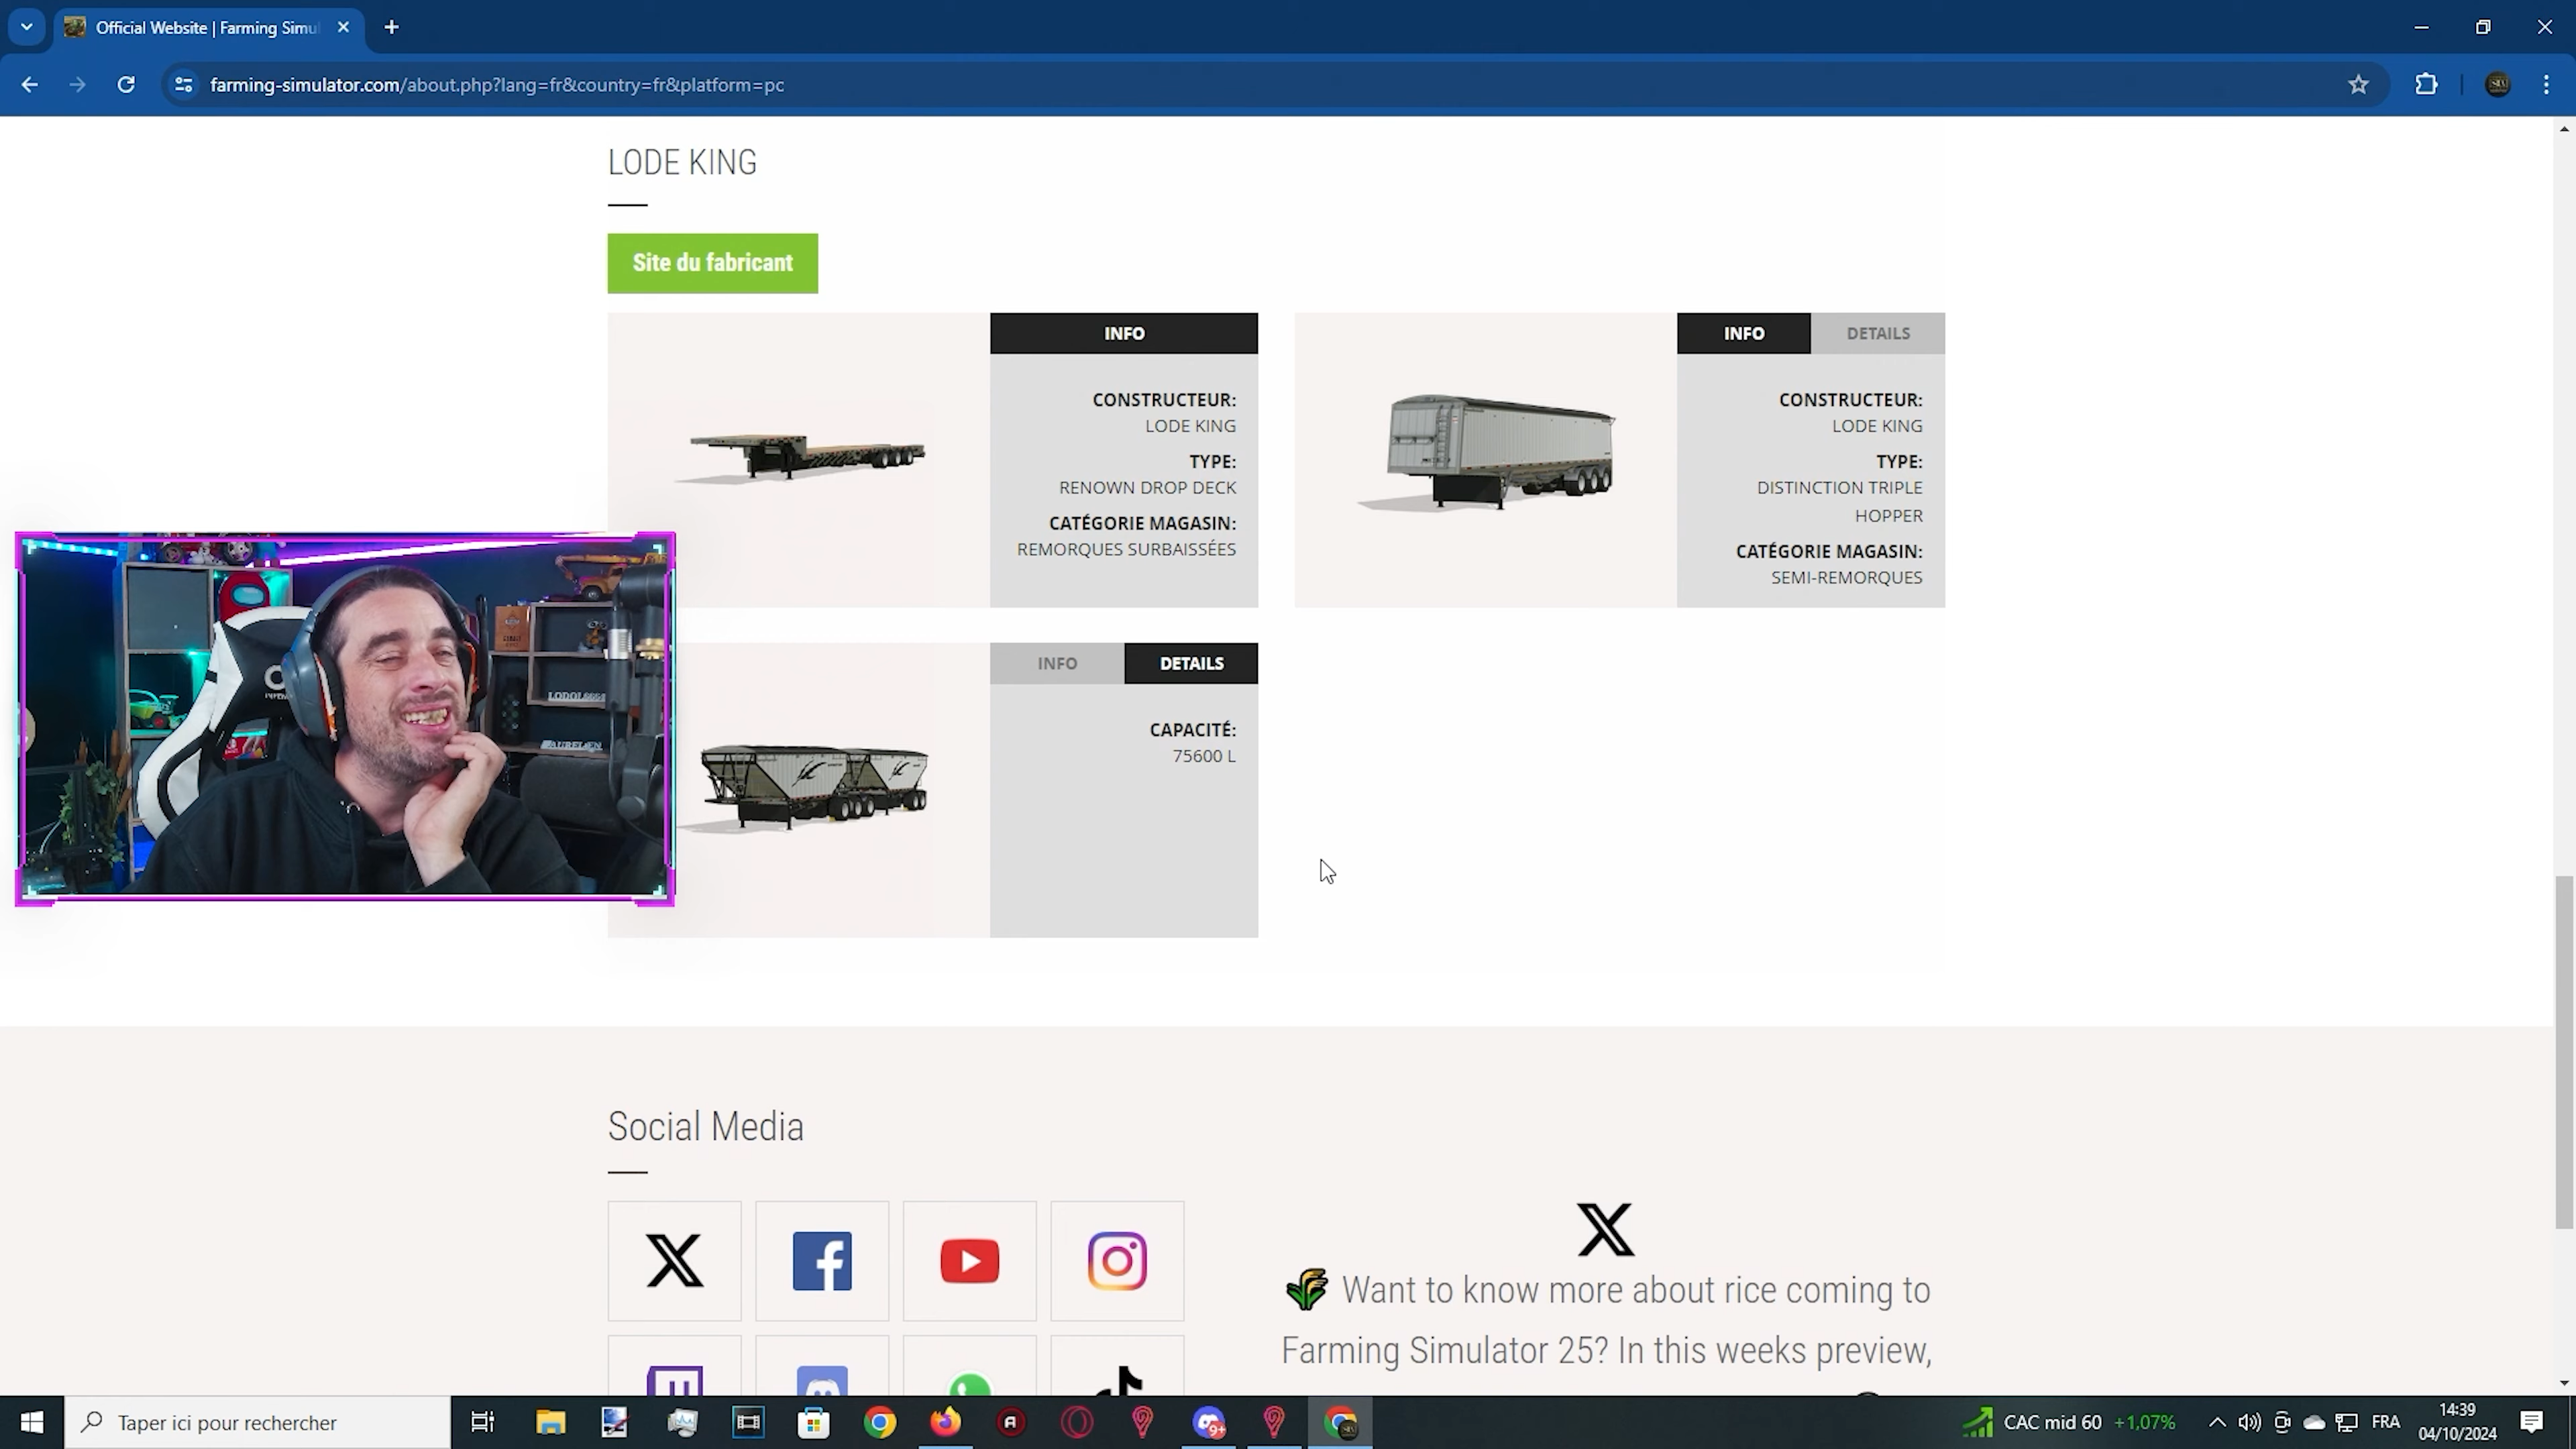 Official Website | Farming Simu
farming-simulator.com/about.php?lang=fr&country=fr&platform=pc
LODE KING
Site du fabricant
INFO
CONSTRUCTEUR:
LODE KING
TYPE:
RENOWN DROP DECK
CATÉGORIE MAGASIN:
REMORQUES SURBAISSÉES
INFO DETAILS
CONSTRUCTEUR:
LODE KING
TYPE:
DISTINCTION TRIPLE
HOPPER
CATÉGORIE MAGASIN:
SEMI-REMORQUES
INFO DETAILS
CAPACITÉ:
75600 L
AURELIEN
Social Media
Want to know more about rice coming to
Farming Simulator 25? In this weeks preview,
Taper ici pour rechercher
9+
CAC mid 60 +1,07%
FRA
14:39
04/10/2024